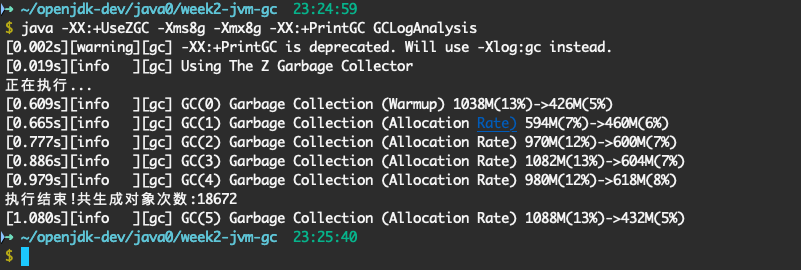 ~/openjdk-dev/java0/week2-jvm-gc 23:24:59
$ java -XX:+UseZGC -Xms8g -Xmx8g -XX:+PrintGC GCLogAnalysis
[0.002s][warning][gc] -XX:+PrintGC is deprecated. Will use -Xlog:gc instead.
[0.019s][info   ][gc] Using The Z Garbage Collector
正在执行...
[0.609s][info   ][gc] GC(0) Garbage Collection (Warmup) 1038M(13%)->426M(5%)
[0.665s][info   ][gc] GC(1) Garbage Collection (Allocation Rate) 594M(7%)->460M(6%)
[0.777s][info   ][gc] GC(2) Garbage Collection (Allocation Rate) 970M(12%)->600M(7%)
[0.886s][info   ][gc] GC(3) Garbage Collection (Allocation Rate) 1082M(13%)->604M(7%)
[0.979s][info   ][gc] GC(4) Garbage Collection (Allocation Rate) 980M(12%)->618M(8%)
执行结束!共生成对象次数:18672
[1.080s][info   ][gc] GC(5) Garbage Collection (Allocation Rate) 1088M(13%)->432M(5%)
~/openjdk-dev/java0/week2-jvm-gc 23:25:40
$